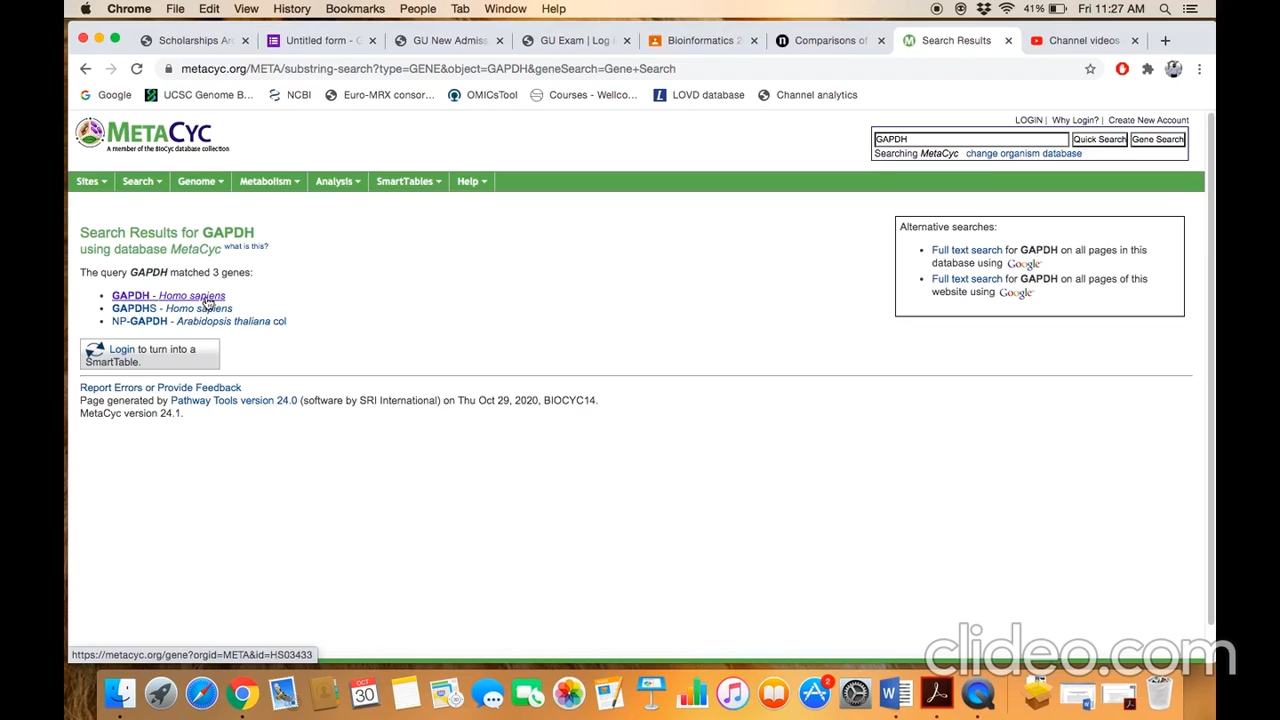 Chrome File Edit View History Bookmarks People Tab Window Help 41% Fri 11:27 AM
Scholarships Ar Untitled form - G GU New Admiss GU Exam | Log I Bioinformatics 2 Comparisons of Search Results Channel videos
metacyc.org/META/substring-search?type=GENE&object=GAPDH&geneSearch=Gene+Search
Google UCSC Genome B... NCBI Euro-MRX consor... OMICsTool Courses - Wellco... LOVD database Channel analytics
LOGIN | Why Login? | Create New Account
METACYC
A member of the BioCyc database collection
GAPDH Quick Search Gene Search
Searching MetaCyc change organism database
Sites Search Genome Metabolism Analysis SmartTables Help
Search Results for GAPDH
using database MetaCyc what is this?
The query GAPDH matched 3 genes:
• GAPDH - Homo sapiens
• GAPDHS - Homo sapiens
• NP-GAPDH - Arabidopsis thaliana col
Login to turn into a
SmartTable.
Alternative searches:
• Full text search for GAPDH on all pages in this
database using Google
• Full text search for GAPDH on all pages of this
website using Google
Report Errors or Provide Feedback
Page generated by Pathway Tools version 24.0 (software by SRI International) on Thu Oct 29, 2020, BIOCYC14.
MetaCyc version 24.1.
https://metacyc.org/gene?orgid=META&id=HS03433
clideo.com
OCT
30
2
W